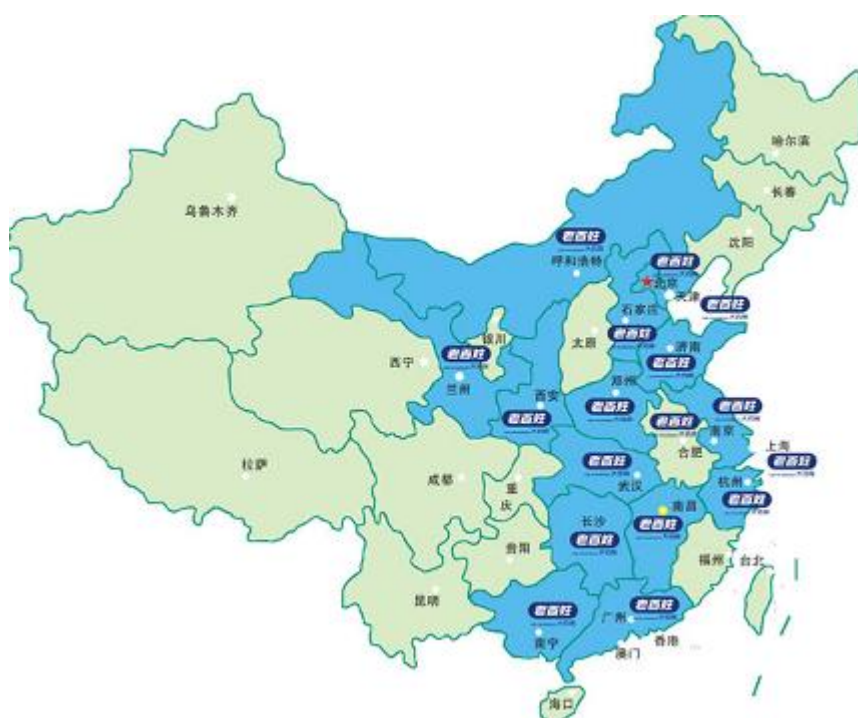 哈尔滨
长春
乌鲁木齐
沈阳
老百姓
呼和浩特
老百姓
北京
天津
老百姓
石家庄
老百姓
银川
太原
济南
老百姓
西宁
老百姓
兰州
郑州
西安
老百姓
老百姓
老百姓
南京
老百姓
合肥
上海
老百姓
拉萨
成都
重
庆
老百姓
武汉
杭州
老百姓
长沙
老百姓
南昌
老百姓
贵阳
福州
台北
昆明
老百姓
南宁
广州
老百姓
香港
澳门
海口